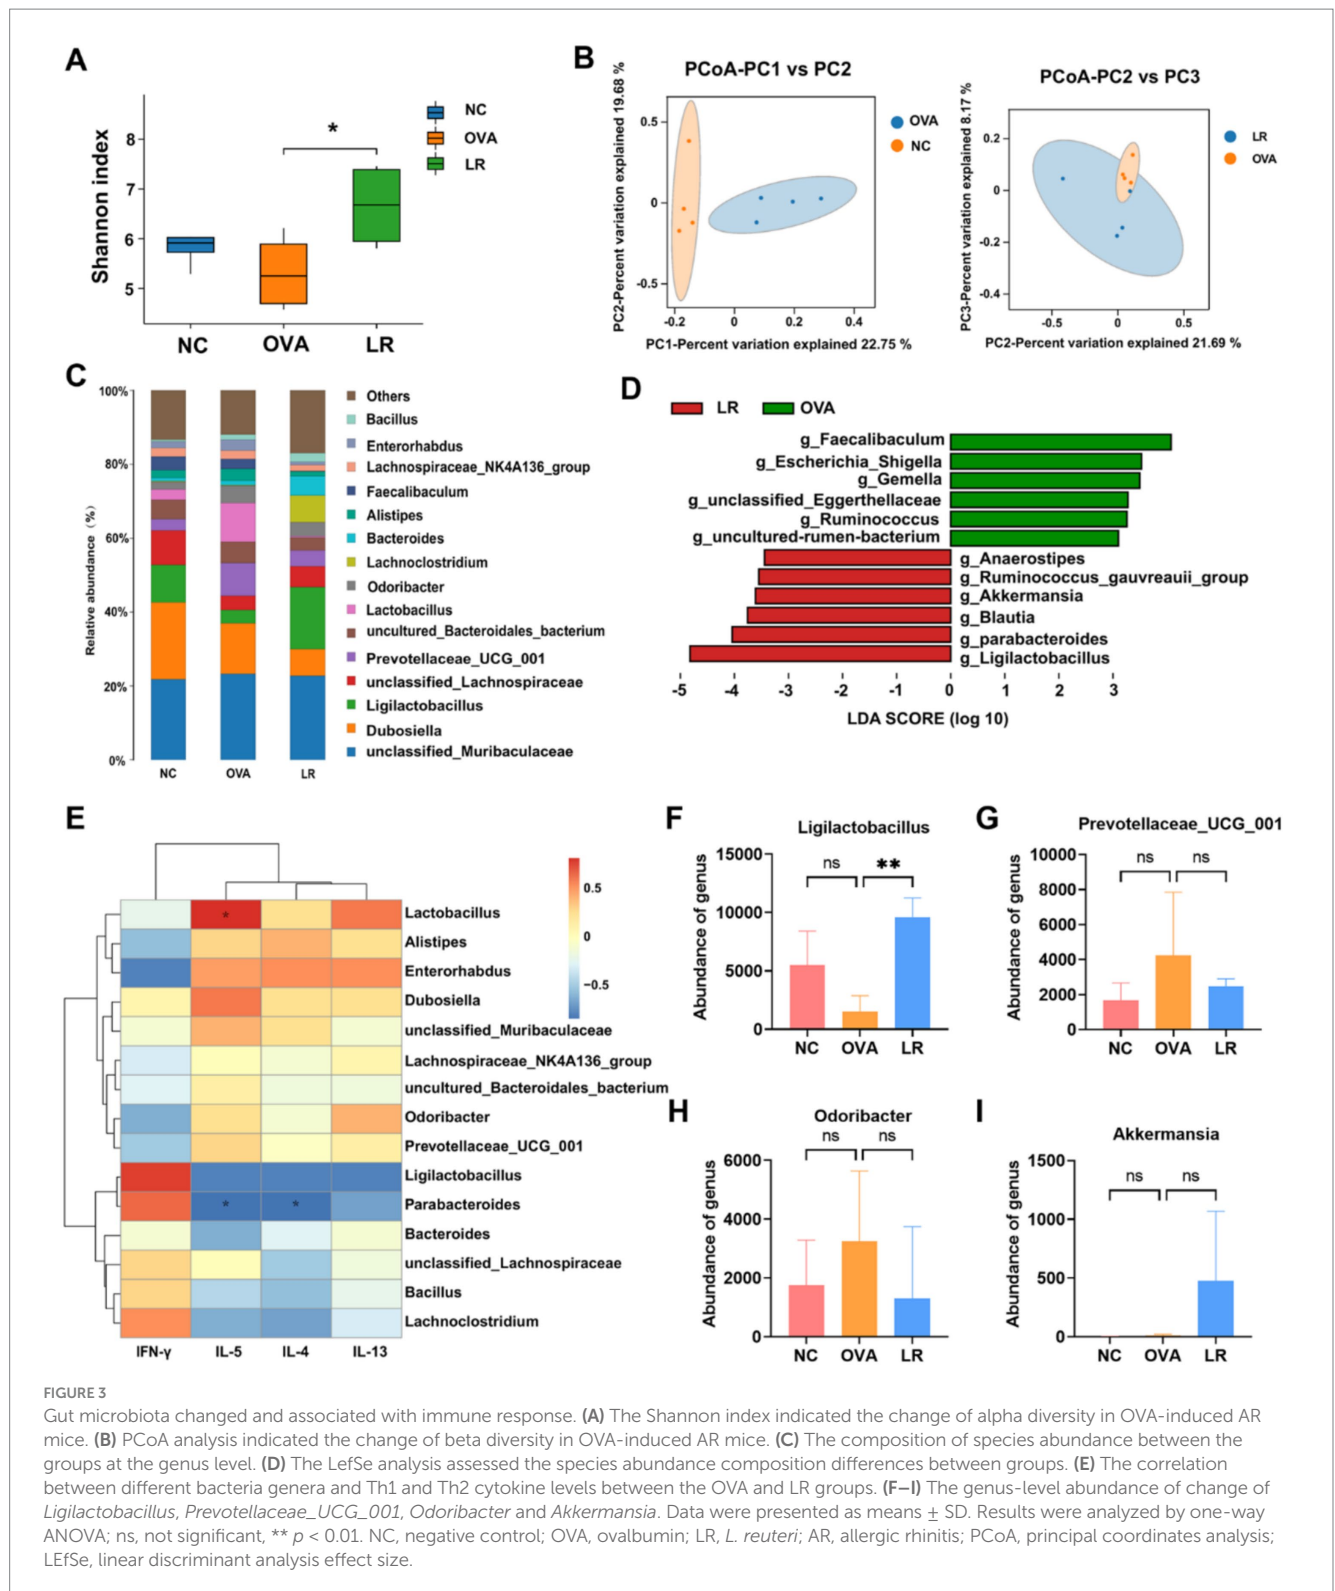 A
Shannon index
8
7
6
5
NC
OVA
LR
*
NC
OVA
LR
B
PCoA-PC1 vs PC2
PC2-Percent variation explained 19.68 %
0.5
0
-0.5
-0.2
0
0.2
0.4
PC1-Percent variation explained 22.75 %
OVA
NC
PCoA-PC2 vs PC3
PC3-Percent variation explained 8.17 %
0.2
0
-0.2
-0.4
-0.5
0
0.5
PC2-Percent variation explained 21.69 %
LR
OVA
C
Relative abundance (%)
100%
80%
60%
40%
20%
0%
NC
OVA
LR
Others
Bacillus
Enterorhabdus
Lachnospiraceae_NK4A136_group
Faecalibaculum
Alistipes
Bacteroides
Lachnoclostridium
Odoribacter
Lactobacillus
uncultured_Bacteroidales_bacterium
Prevotellaceae_UCG_001
unclassified_Lachnospiraceae
Ligilactobacillus
Dubosiella
unclassified_Muribaculaceae
D
LR
OVA
g_Faecalibaculum
g_Escherichia_Shigella
g_Gemella
g_unclassified_Eggerthellaceae
g_Ruminococcus
g_uncultured-rumen-bacterium
g_Anaerostipes
g_Ruminococcus_gauvreauii_group
g_Akkermansia
g_Blautia
g_parabacteroides
g_Ligilactobacillus
-5
-4
-3
-2
-1
0
1
2
3
LDA SCORE (log 10)
E
0.5
0
−0.5
*
Lactobacillus
Alistipes
Enterorhabdus
Dubosiella
unclassified_Muribaculaceae
Lachnospiraceae_NK4A136_group
uncultured_Bacteroidales_bacterium
Odoribacter
Prevotellaceae_UCG_001
Ligilactobacillus
* * Parabacteroides
Bacteroides
unclassified_Lachnospiraceae
Bacillus
Lachnoclostridium
IFN-γ
IL-5
IL-4
IL-13
F
Ligilactobacillus
Abundance of genus
15000
10000
5000
0
ns
**
NC
OVA
LR
G
Prevotellaceae_UCG_001
Abundance of genus
10000
8000
6000
4000
2000
0
ns
ns
NC
OVA
LR
H
Odoribacter
Abundance of genus
6000
4000
2000
0
ns
ns
NC
OVA
LR
I
Akkermansia
Abundance of genus
1500
1000
500
0
ns
ns
NC
OVA
LR
FIGURE 3
Gut microbiota changed and associated with immune response. (A) The Shannon index indicated the change of alpha diversity in OVA-induced AR
mice. (B) PCoA analysis indicated the change of beta diversity in OVA-induced AR mice. (C) The composition of species abundance between the
groups at the genus level. (D) The LefSe analysis assessed the species abundance composition differences between groups. (E) The correlation
between different bacteria genera and Th1 and Th2 cytokine levels between the OVA and LR groups. (F–I) The genus-level abundance of change of
Ligilactobacillus, Prevotellaceae_UCG_001, Odoribacter and Akkermansia. Data were presented as means ± SD. Results were analyzed by one-way
ANOVA; ns, not significant, ** p < 0.01. NC, negative control; OVA, ovalbumin; LR, L. reuteri; AR, allergic rhinitis; PCoA, principal coordinates analysis;
LEfSe, linear discriminant analysis effect size.